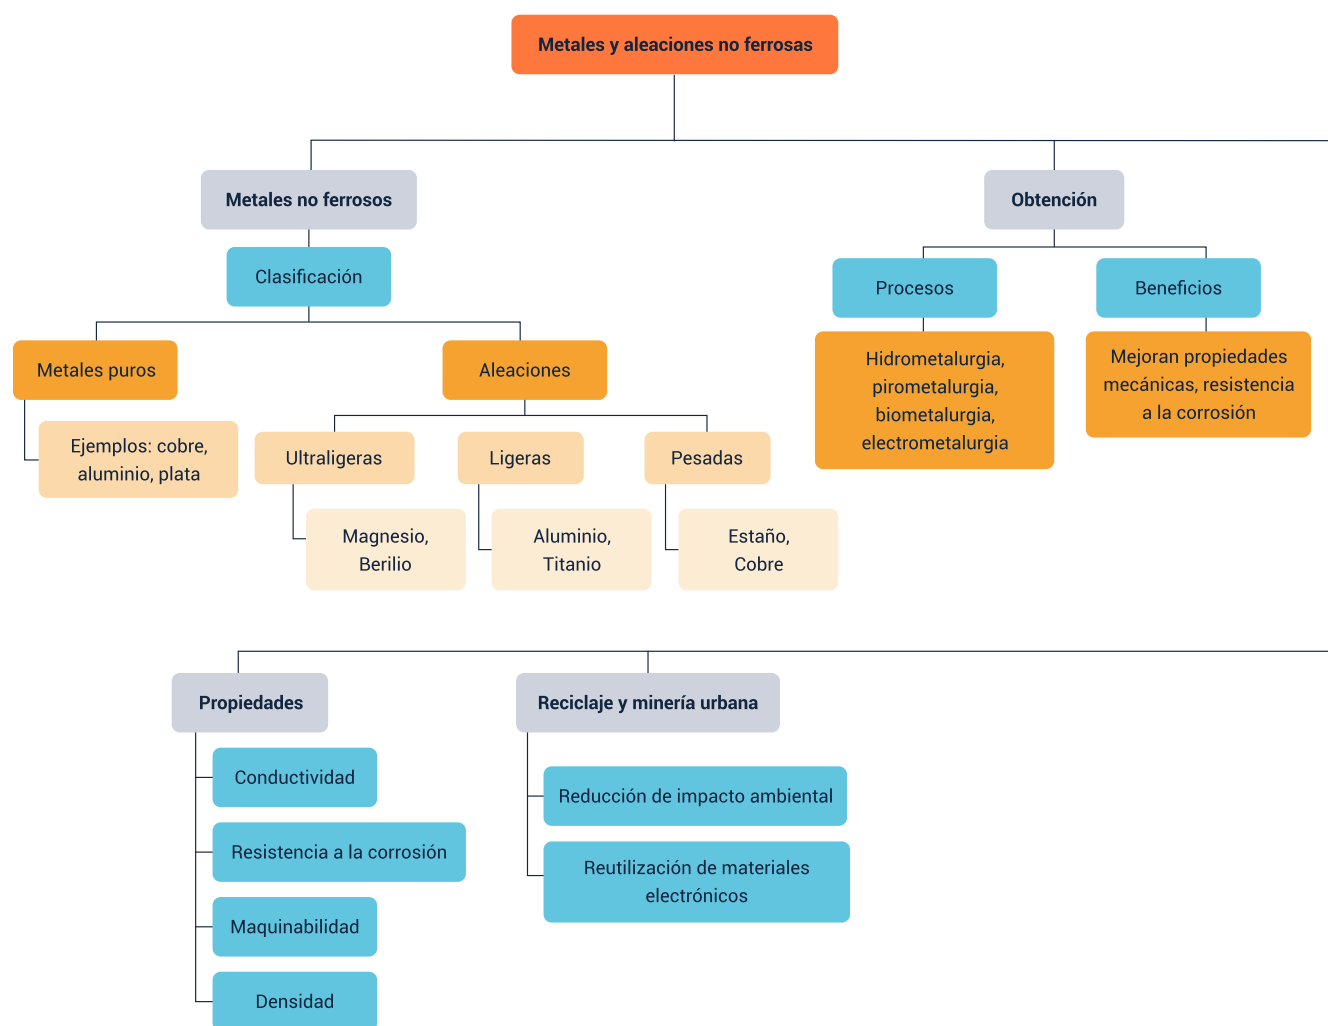 Metales y aleaciones no ferrosas
Metales no ferrosos
Obtención
Clasificación
Procesos
Beneficios
Metales puros
Aleaciones
Hidrometalurgia,
pirometalurgia,
biometalurgia,
electrometalurgia
Mejoran propiedades
mecánicas, resistencia
a la corrosión
Ejemplos: cobre,
aluminio, plata
Ultraligeras
Ligeras
Pesadas
Magnesio,
Berilio
Aluminio,
Titanio
Estaño,
Cobre
Propiedades
Conductividad
Resistencia a la corrosión
Maquinabilidad
Densidad
Reciclaje y minería urbana
Reducción de impacto ambiental
Reutilización de materiales
electrónicos